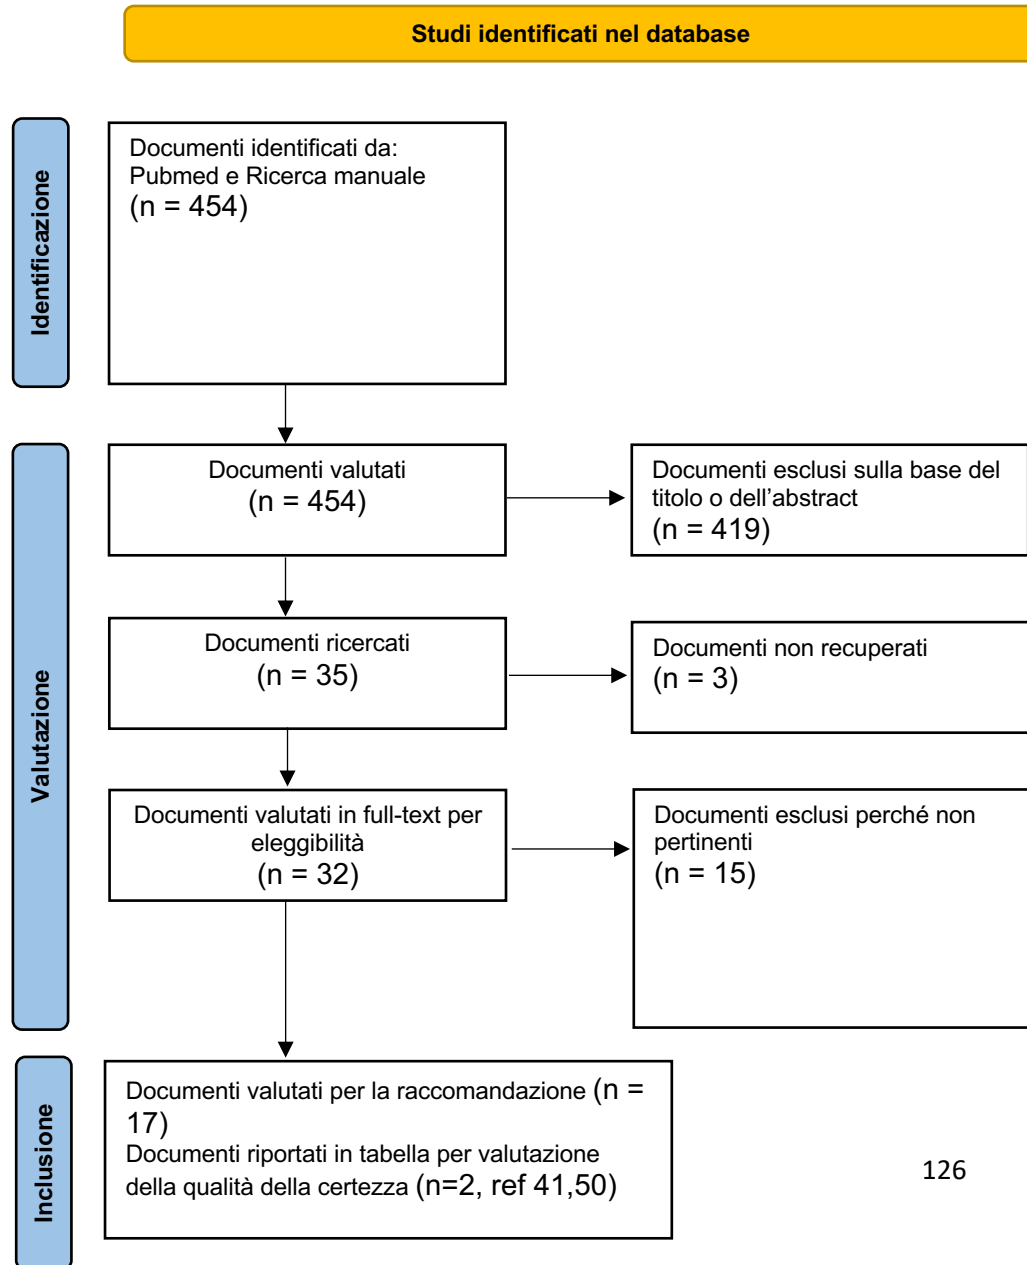 Studi identificati nel database
Identificazione
Documenti identificati da:
Pubmed e Ricerca manuale
(n = 454)
Valutazione
Documenti valutati
(n = 454)
Documenti esclusi sulla base del
titolo o dell’abstract
(n = 419)
Documenti ricercati
(n = 35)
Documenti non recuperati
(n = 3)
Documenti valutati in full-text per
eleggibilità
(n = 32)
Documenti esclusi perché non
pertinenti
(n = 15)
Inclusione
Documenti valutati per la raccomandazione (n =
17)
Documenti riportati in tabella per valutazione
della qualità della certezza (n=2, ref 41,50)
126